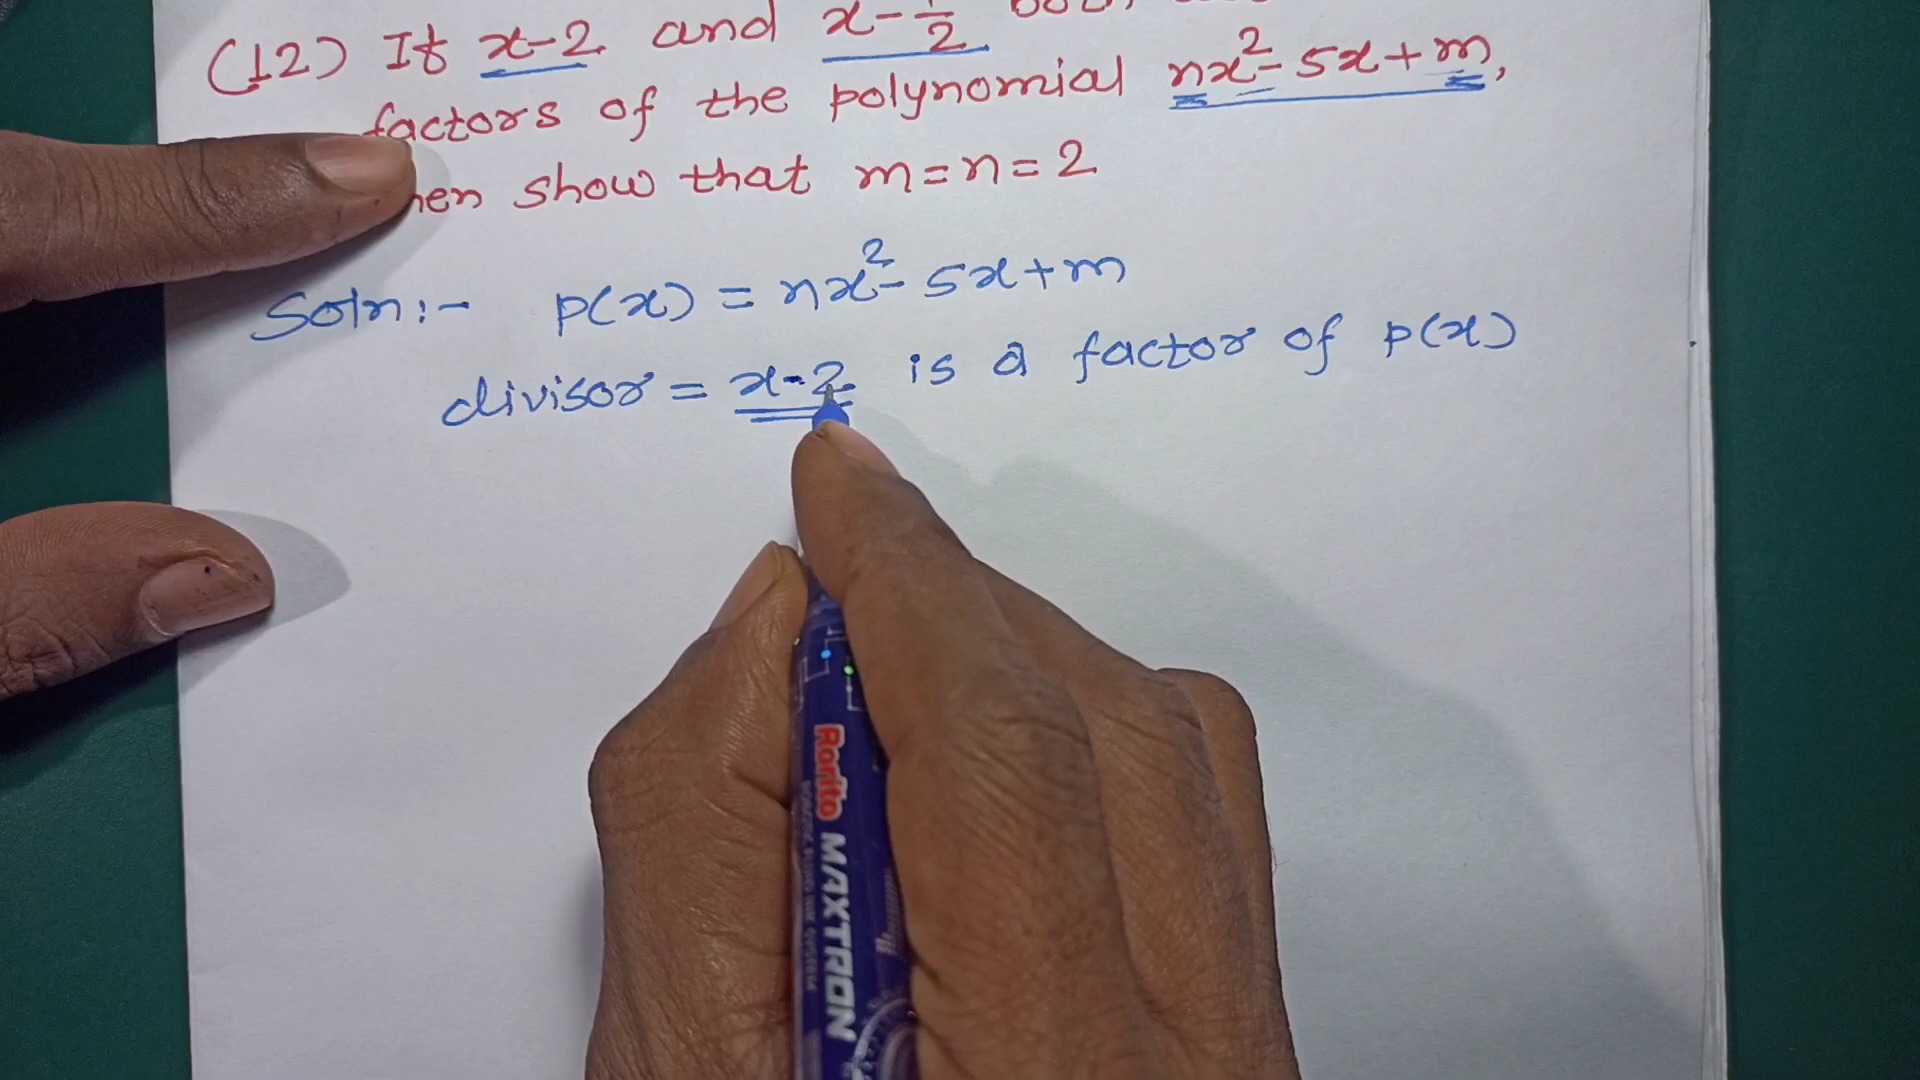 (12) If x-2 and x-1/2
factors of the polynomial nx²-5x+m,
show that m=n=2
Soln:- p(x) = nx²-5x+m
divisor = x-2 is a factor of p(x)
Rorito
MAXTRON